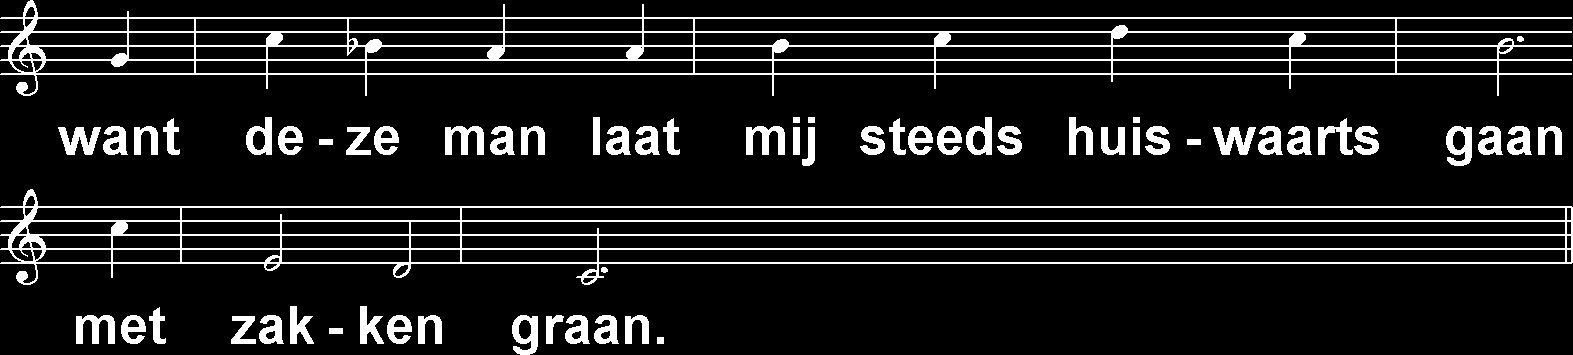 want de - ze man laat mij steeds huis - waarts gaan
met zak - ken graan.